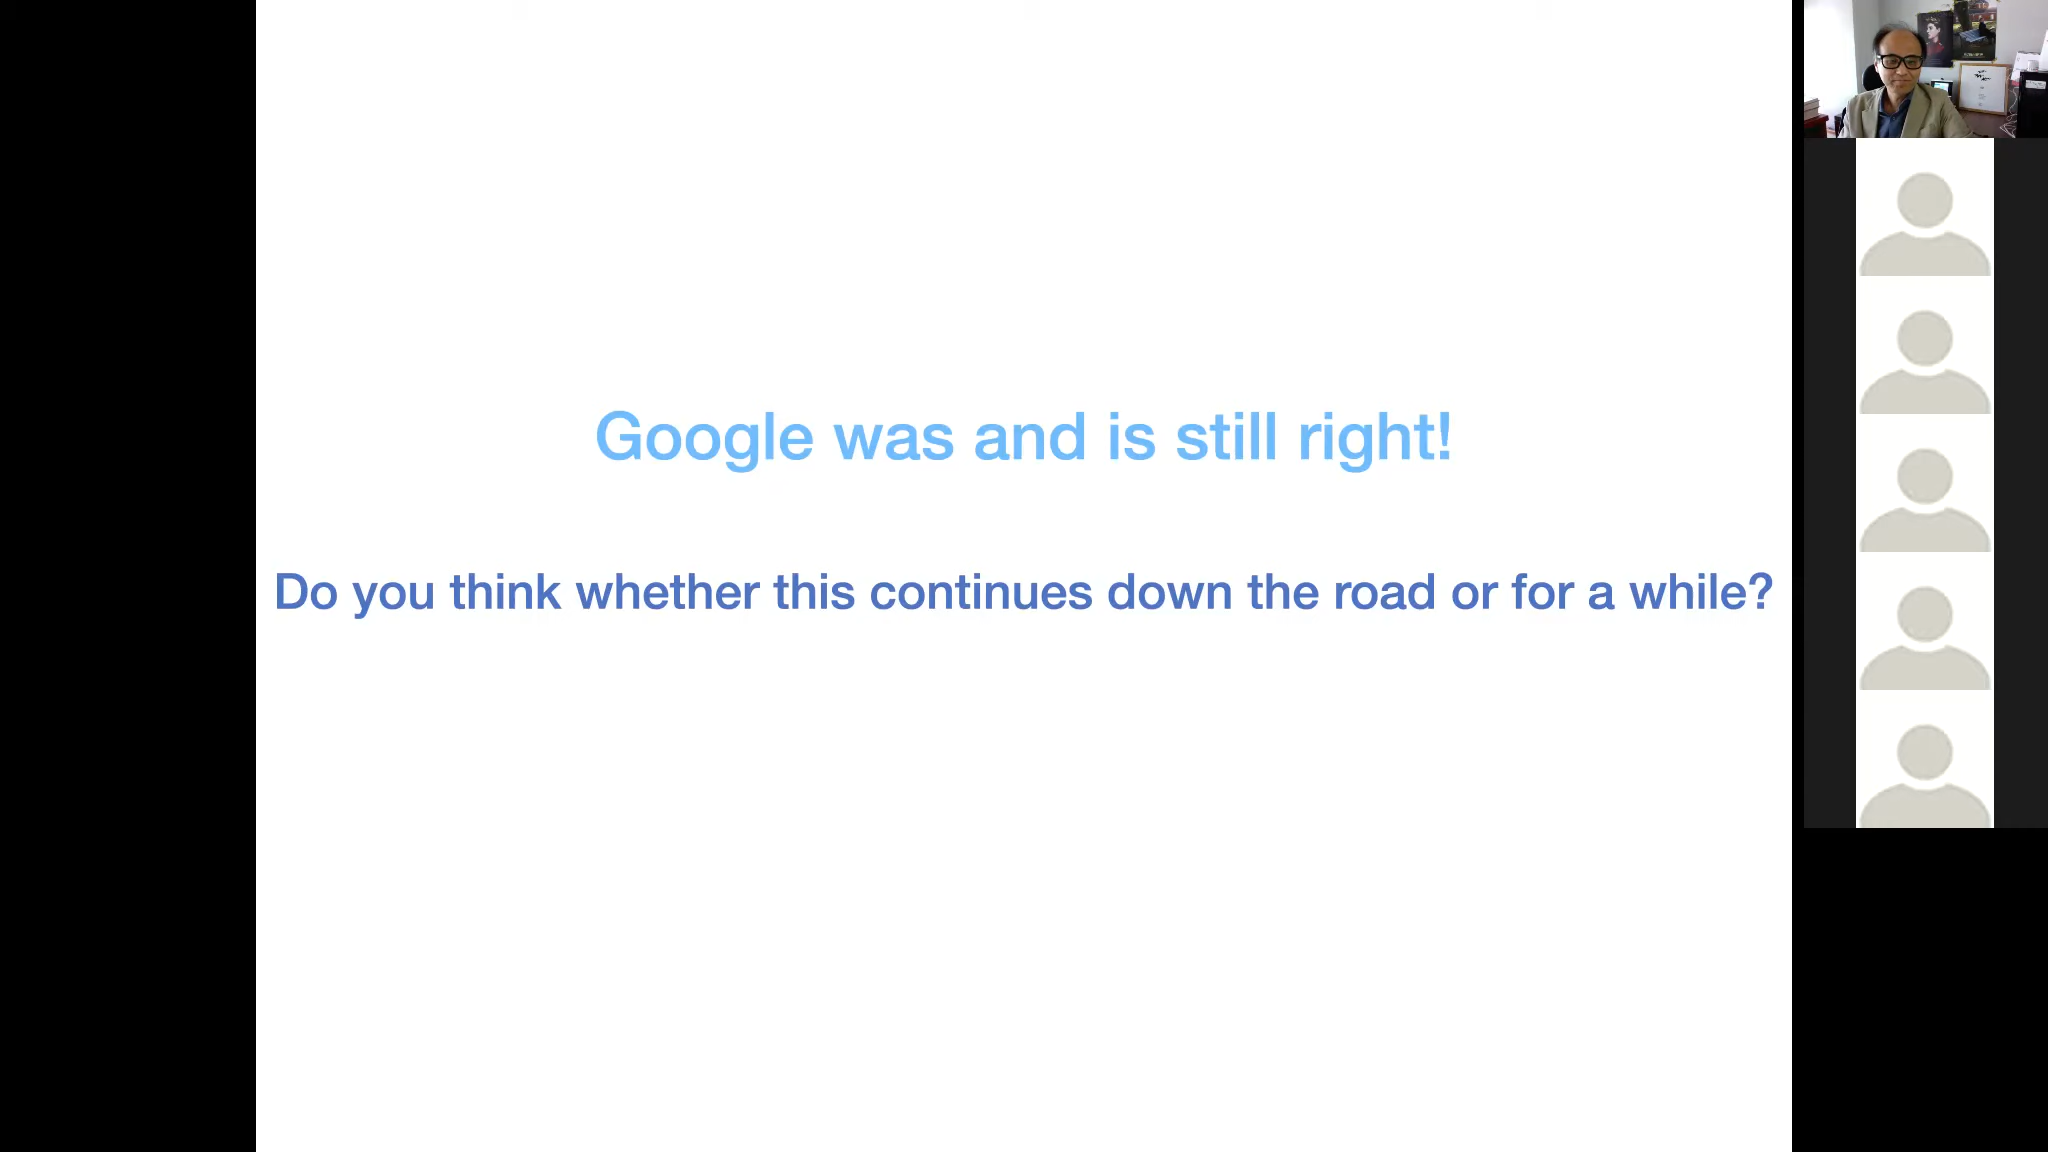 Google was and is still right!
Do you think whether this continues down the road or for a while?